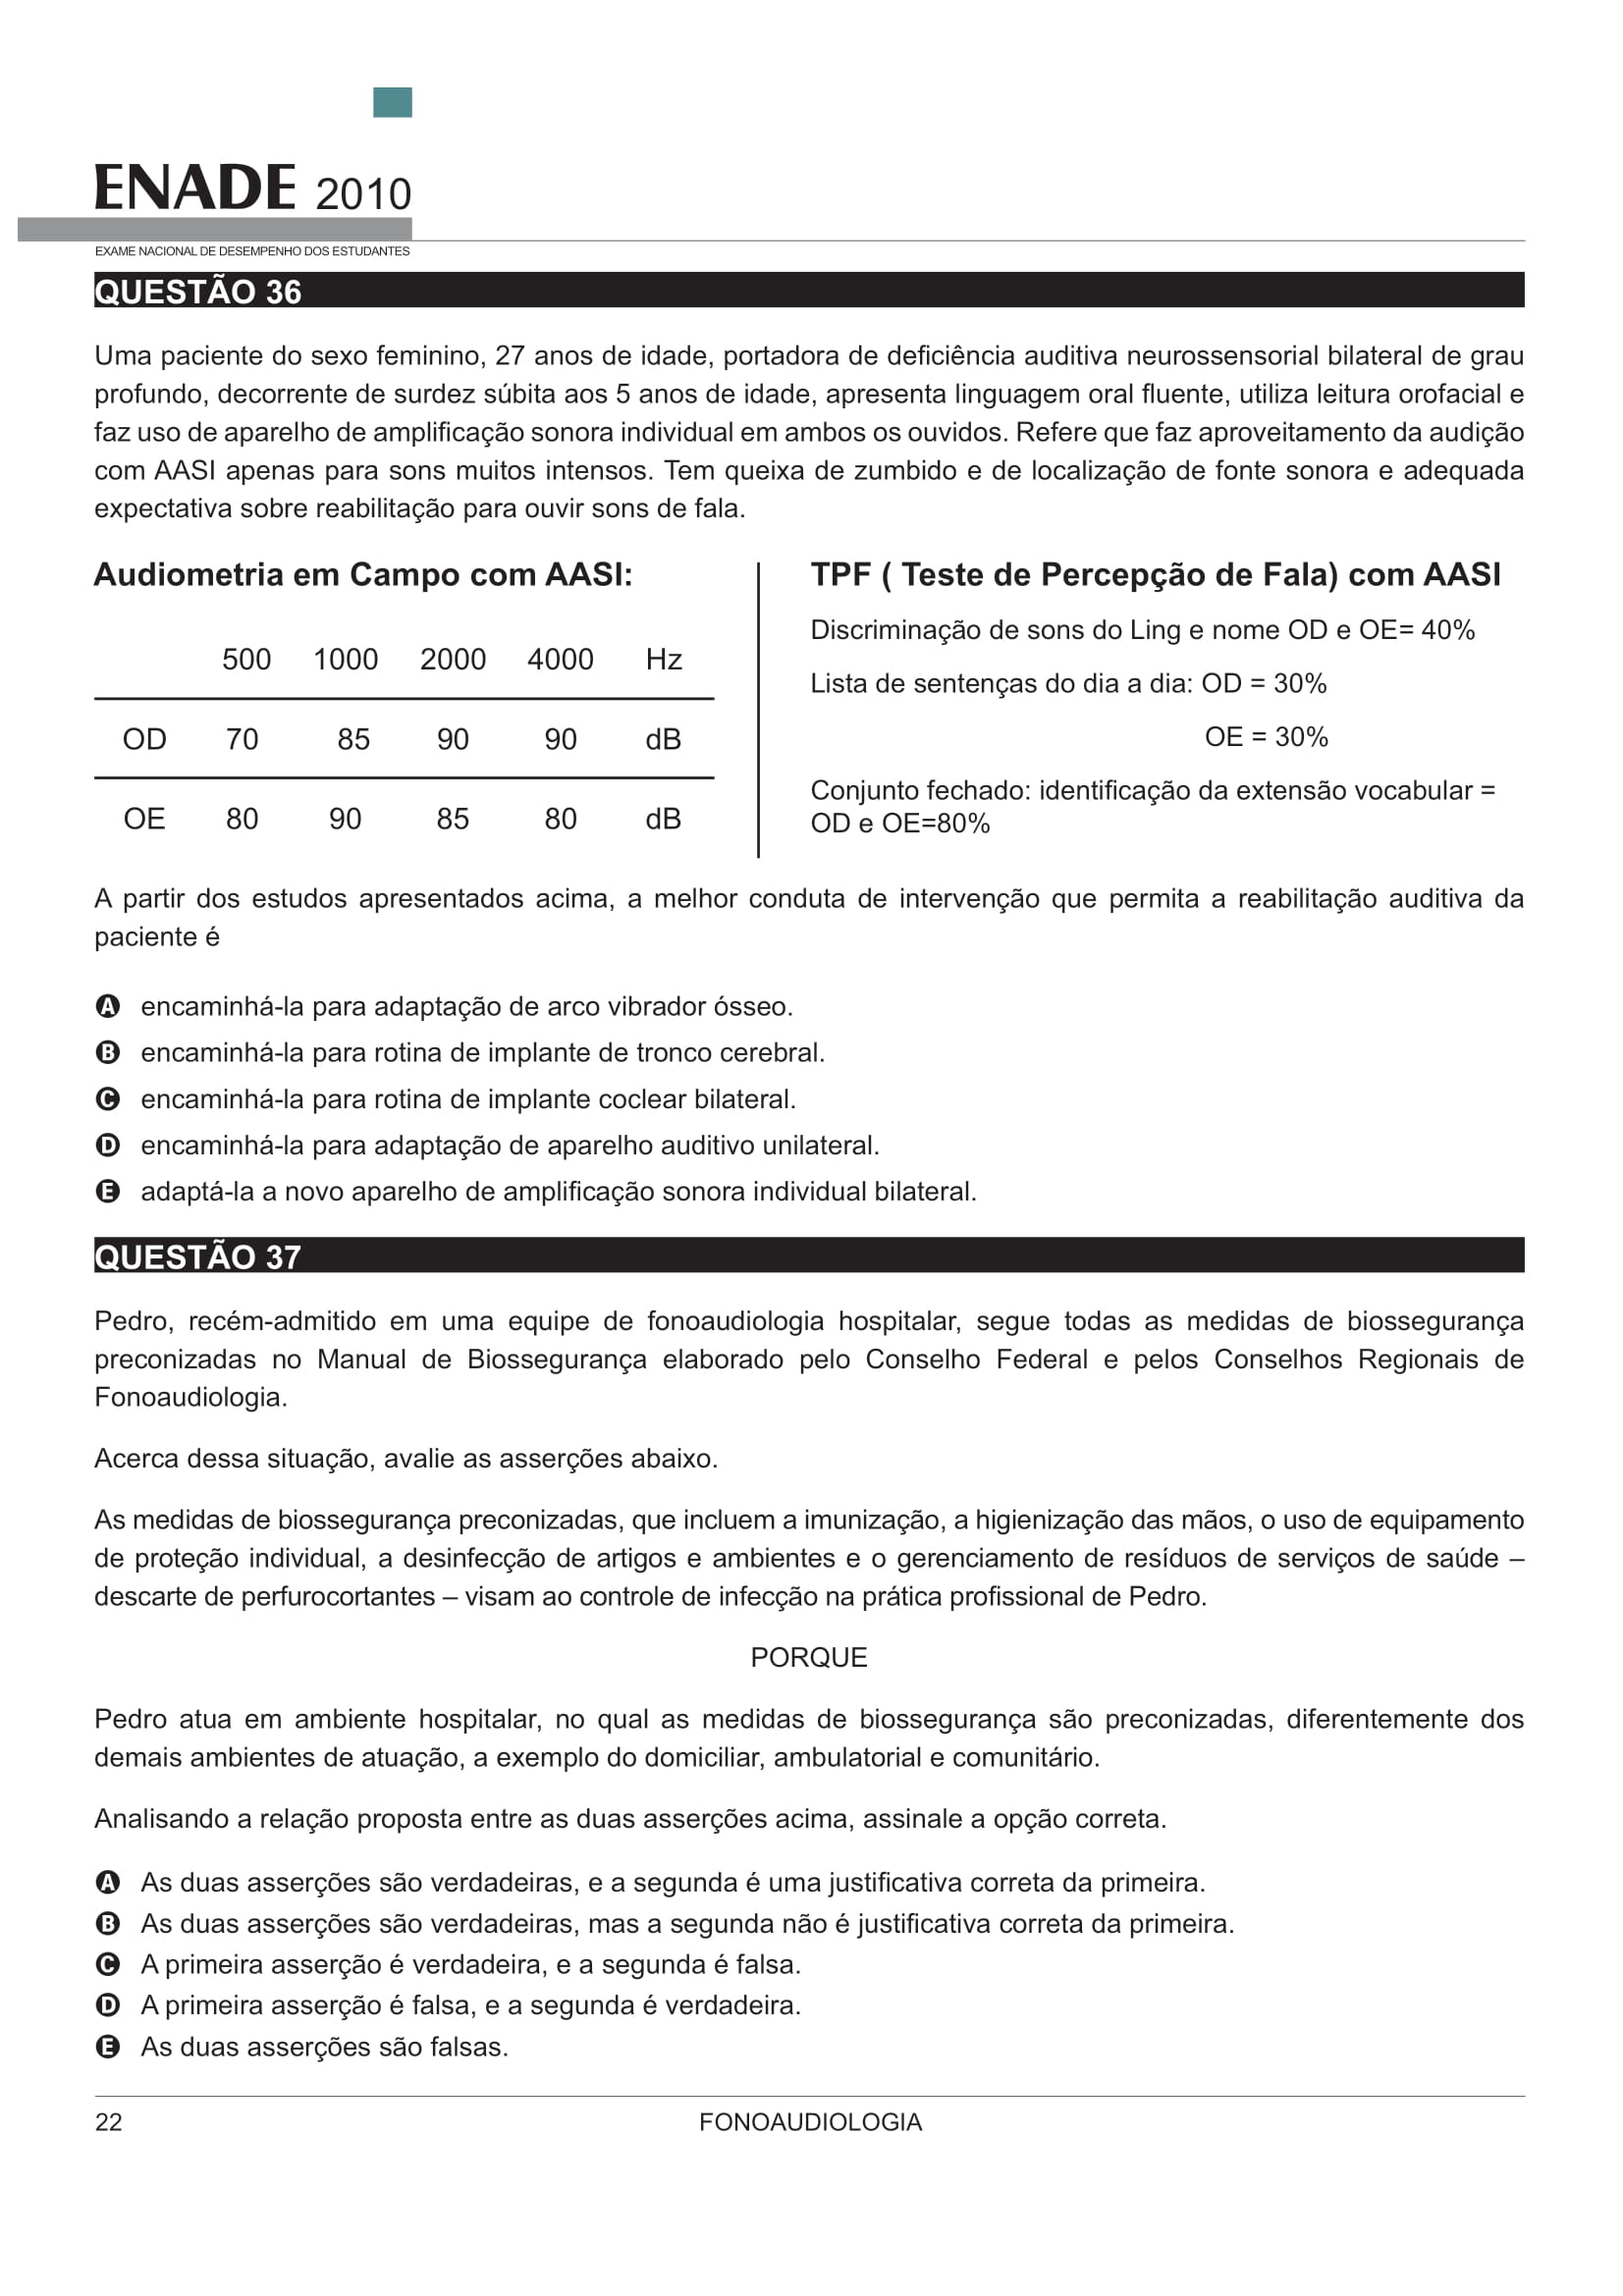 ENADE 2010
EXAME NACIONAL DE DESEMPENHO DOS ESTUDANTES
QUESTÃO 36
Uma paciente do sexo feminino, 27 anos de idade, portadora de deficiência auditiva neurossensorial bilateral de grau
profundo, decorrente de surdez súbita aos 5 anos de idade, apresenta linguagem oral fluente, utiliza leitura orofacial e
faz uso de aparelho de amplificação sonora individual em ambos os ouvidos. Refere que faz aproveitamento da audição
com AASI apenas para sons muitos intensos. Tem queixa de zumbido e de localização de fonte sonora e adequada
expectativa sobre reabilitação para ouvir sons de fala.
Audiometria em Campo com AASI:
500 1000 2000 4000 Hz
OD 70 85 90 90 dB
OE 80 90 85 80 dB
TPF ( Teste de Percepção de Fala) com AASI
Discriminação de sons do Ling e nome OD e OE= 40%
Lista de sentenças do dia a dia: OD = 30%
OE = 30%
Conjunto fechado: identificação da extensão vocabular =
OD e OE=80%
A partir dos estudos apresentados acima, a melhor conduta de intervenção que permita a reabilitação auditiva da
paciente é
A encaminhá-la para adaptação de arco vibrador ósseo.
B encaminhá-la para rotina de implante de tronco cerebral.
C encaminhá-la para rotina de implante coclear bilateral.
D encaminhá-la para adaptação de aparelho auditivo unilateral.
E adaptá-la a novo aparelho de amplificação sonora individual bilateral.
QUESTÃO 37
Pedro, recém-admitido em uma equipe de fonoaudiologia hospitalar, segue todas as medidas de biossegurança
preconizadas no Manual de Biossegurança elaborado pelo Conselho Federal e pelos Conselhos Regionais de
Fonoaudiologia.
Acerca dessa situação, avalie as asserções abaixo.
As medidas de biossegurança preconizadas, que incluem a imunização, a higienização das mãos, o uso de equipamento
de proteção individual, a desinfecção de artigos e ambientes e o gerenciamento de resíduos de serviços de saúde –
descarte de perfurocortantes – visam ao controle de infecção na prática profissional de Pedro.
PORQUE
Pedro atua em ambiente hospitalar, no qual as medidas de biossegurança são preconizadas, diferentemente dos
demais ambientes de atuação, a exemplo do domiciliar, ambulatorial e comunitário.
Analisando a relação proposta entre as duas asserções acima, assinale a opção correta.
A As duas asserções são verdadeiras, e a segunda é uma justificativa correta da primeira.
B As duas asserções são verdadeiras, mas a segunda não é justificativa correta da primeira.
C A primeira asserção é verdadeira, e a segunda é falsa.
D A primeira asserção é falsa, e a segunda é verdadeira.
E As duas asserções são falsas.
22
FONOAUDIOLOGIA